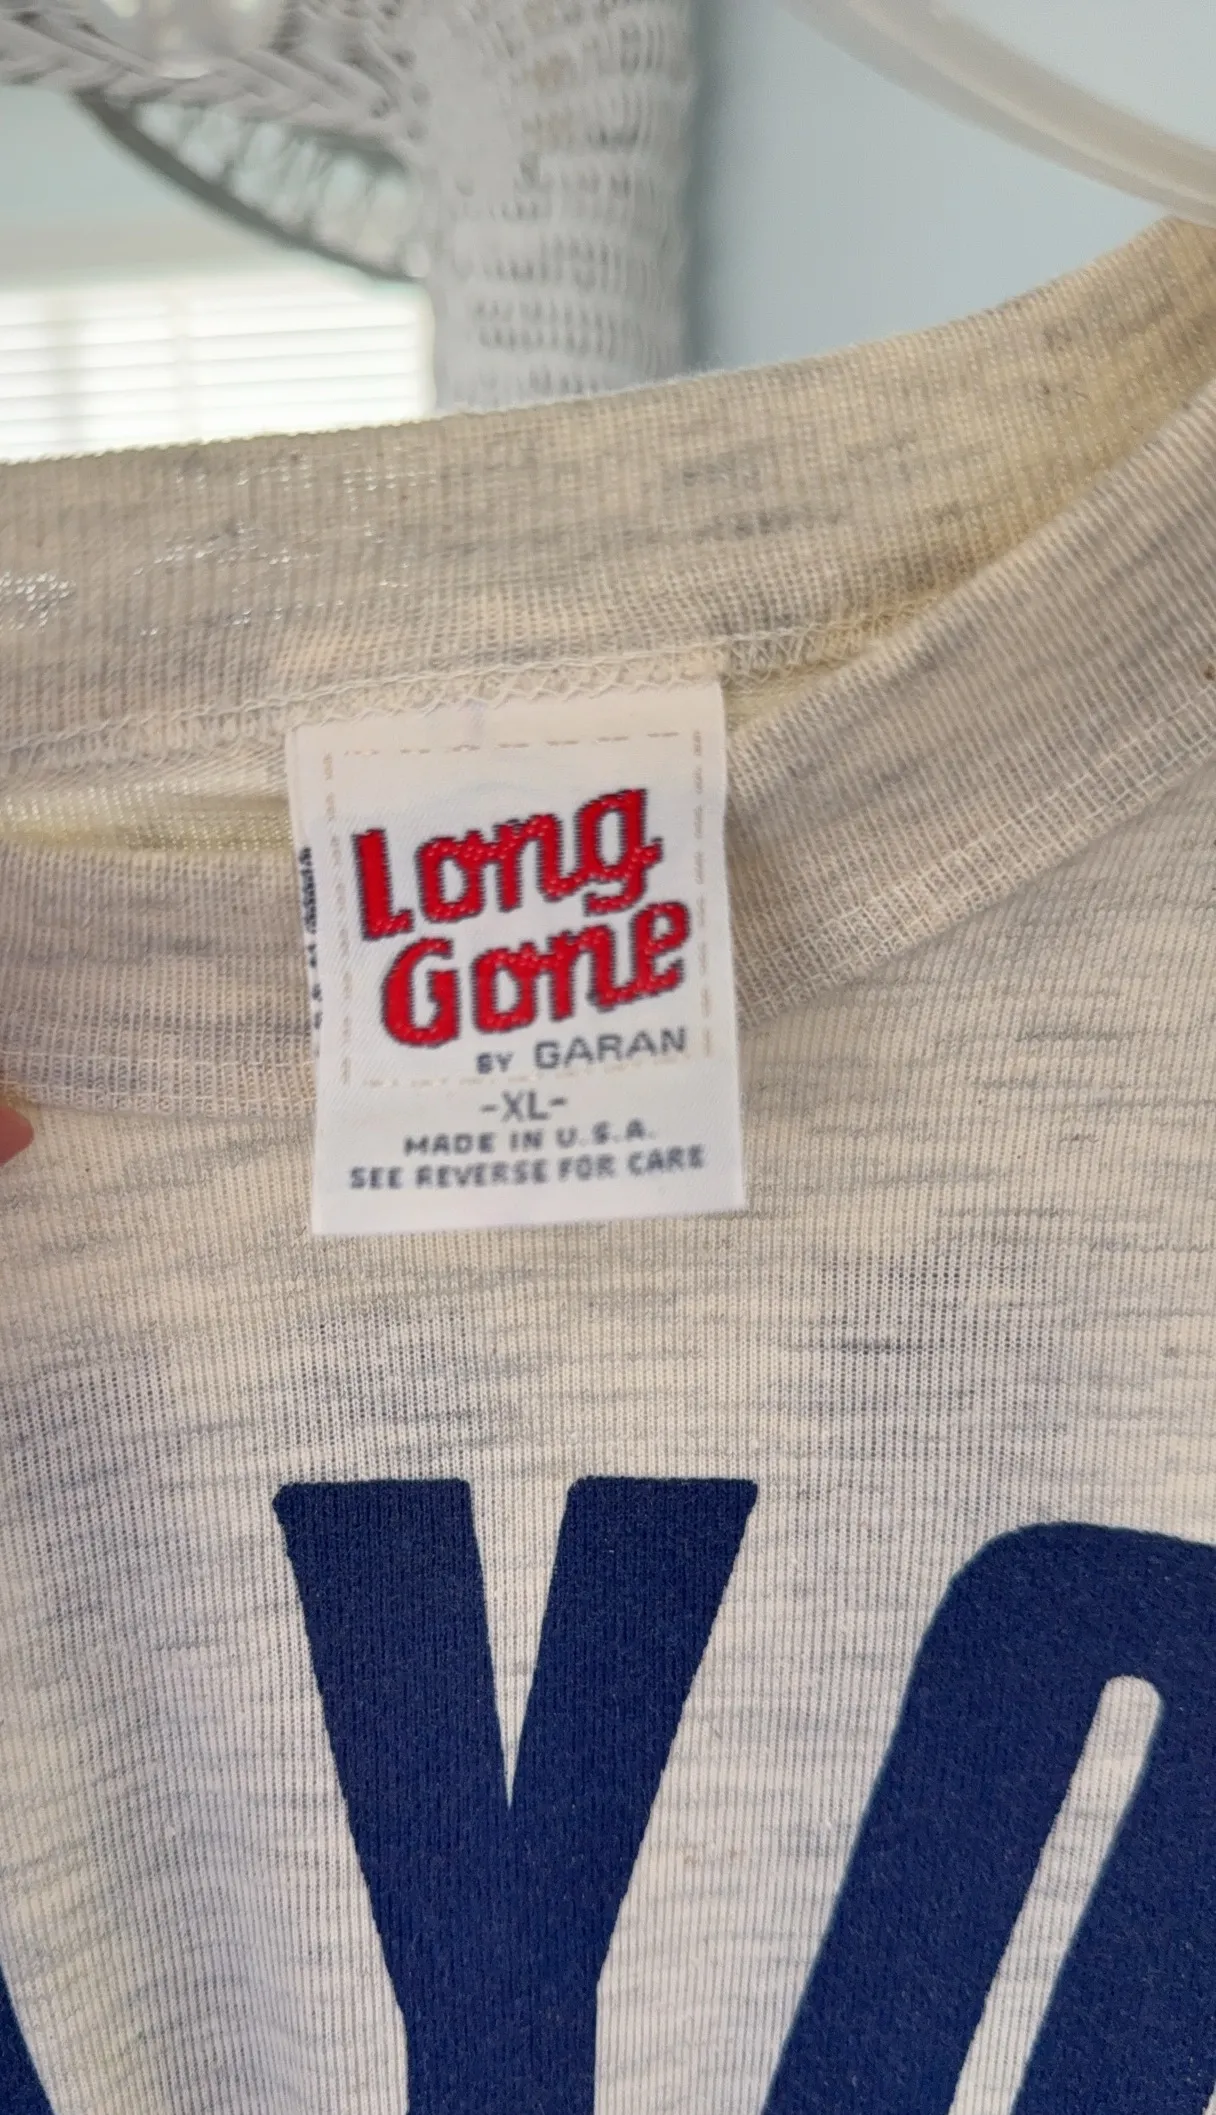 Long
Gone
BY GARAN
-XL-
MADE IN U.S.A.
SEE REVERSE FOR CARE